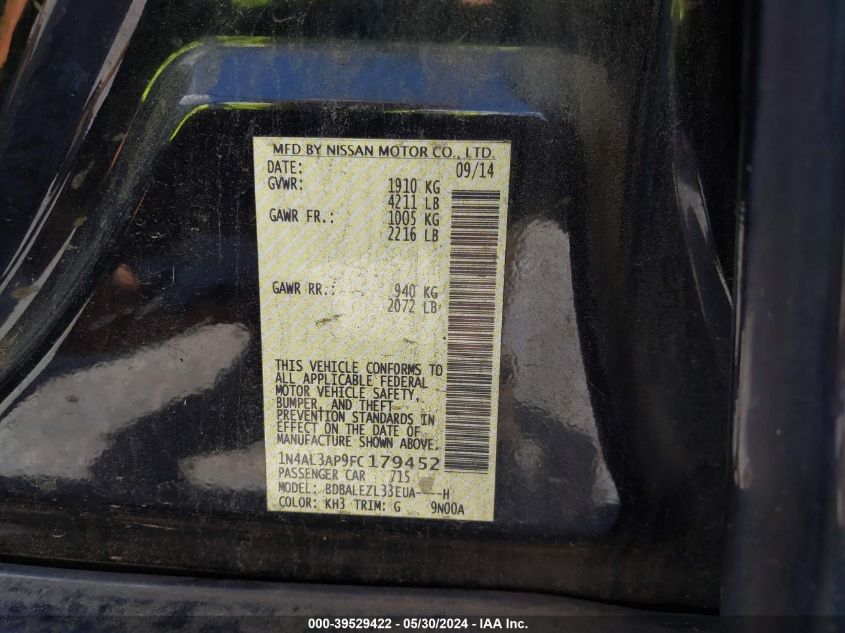 MFD BY NISSAN MOTOR CO., LTD.
DATE: 09/14
GVWR: 1910 KG
4211 LB
GAWR FR.: 1005 KG
2216 LB
GAWR RR.: 940 KG
2072 LB
THIS VEHICLE CONFORMS TO
ALL APPLICABLE FEDERAL
MOTOR VEHICLE SAFETY,
BUMPER, AND THEFT
PREVENTION STANDARDS IN
EFFECT ON THE DATE OF
MANUFACTURE SHOWN ABOVE.
1N4AL3AP9FC179452
PASSENGER CAR 715
MODEL: BDBALEZL33EUA----H
COLOR: KH3 TRIM: G 9N00A
000-39529422 - 05/30/2024 - IAA Inc.